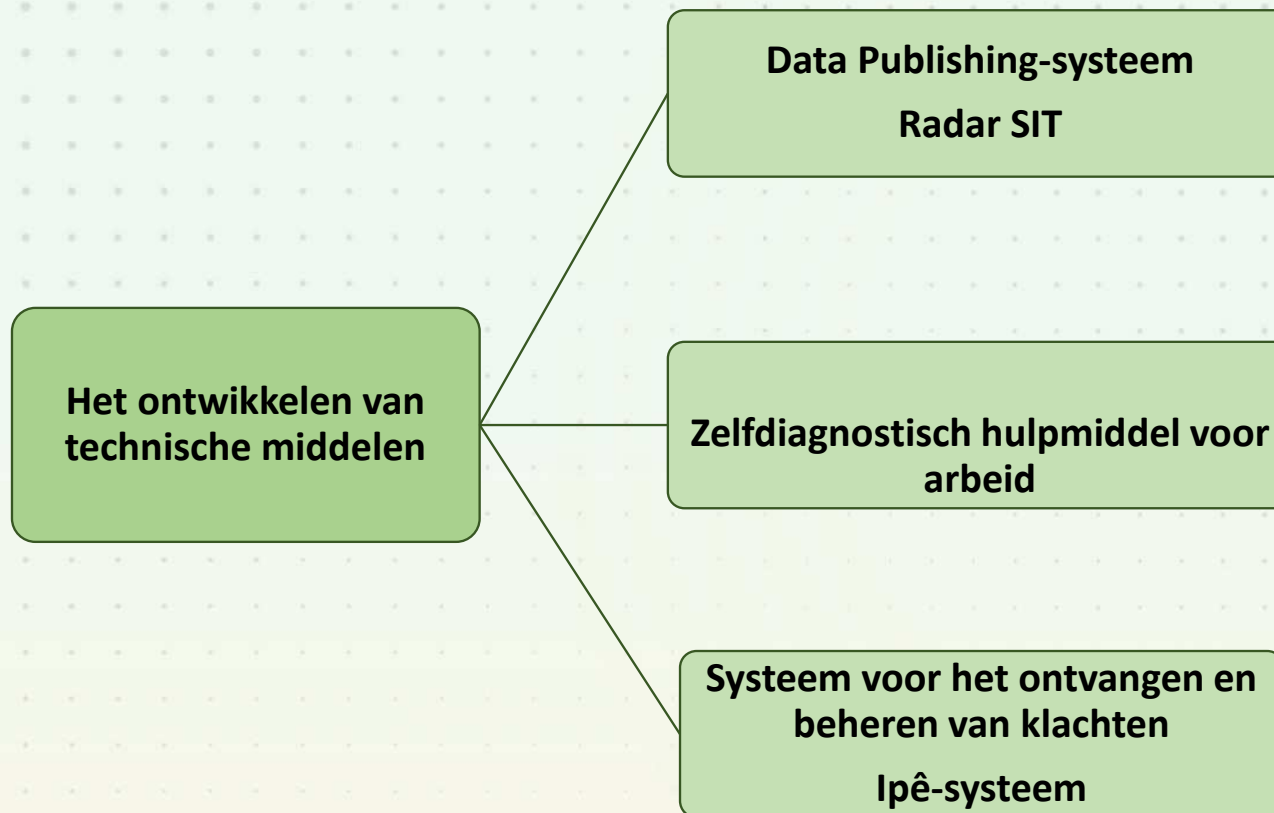 Data Publishing-systeem
Radar SIT
Het ontwikkelen van
technische middelen
Zelfdiagnostisch hulpmiddel voor
arbeid
Systeem voor het ontvangen en
beheren van klachten
Ipê-systeem